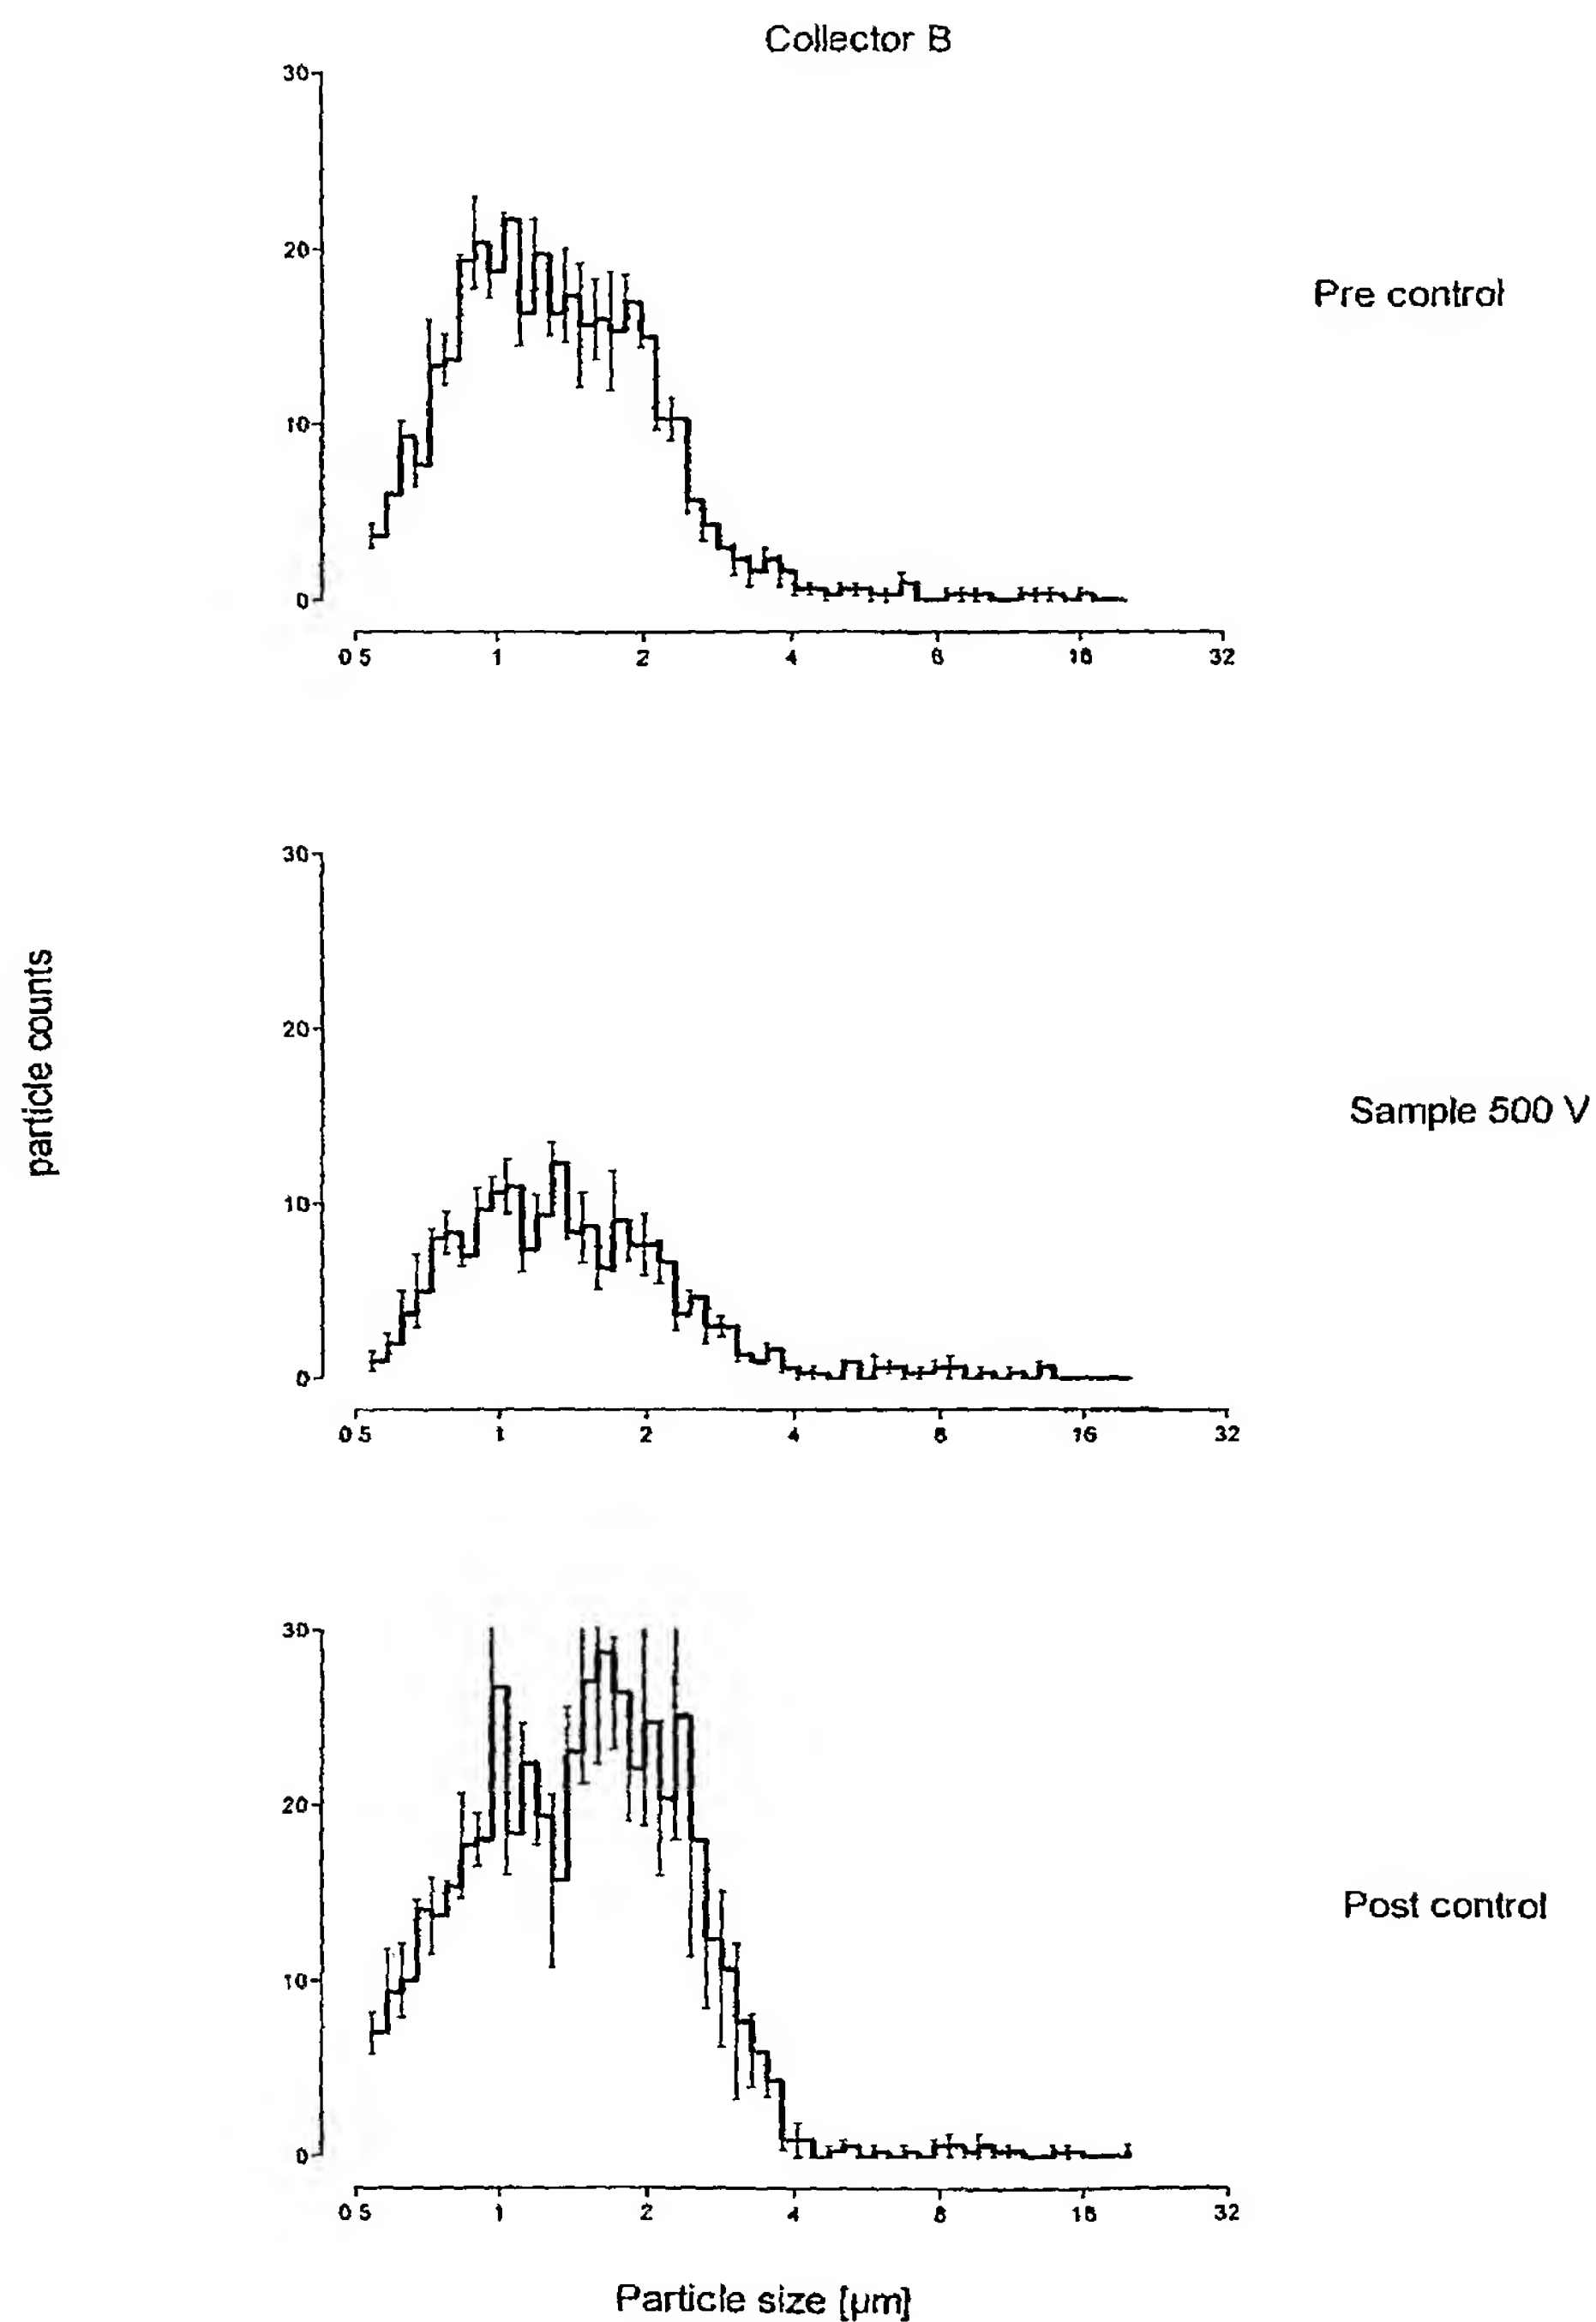 Collector B
30
20
10
0
0.5 1 2 4 8 16 32
Pre control
particle counts
30
20
10
0
0.5 1 2 4 8 16 32
Sample 500 V
30
20
10
0
0.5 1 2 4 8 16 32
Post control
Particle size [µm]